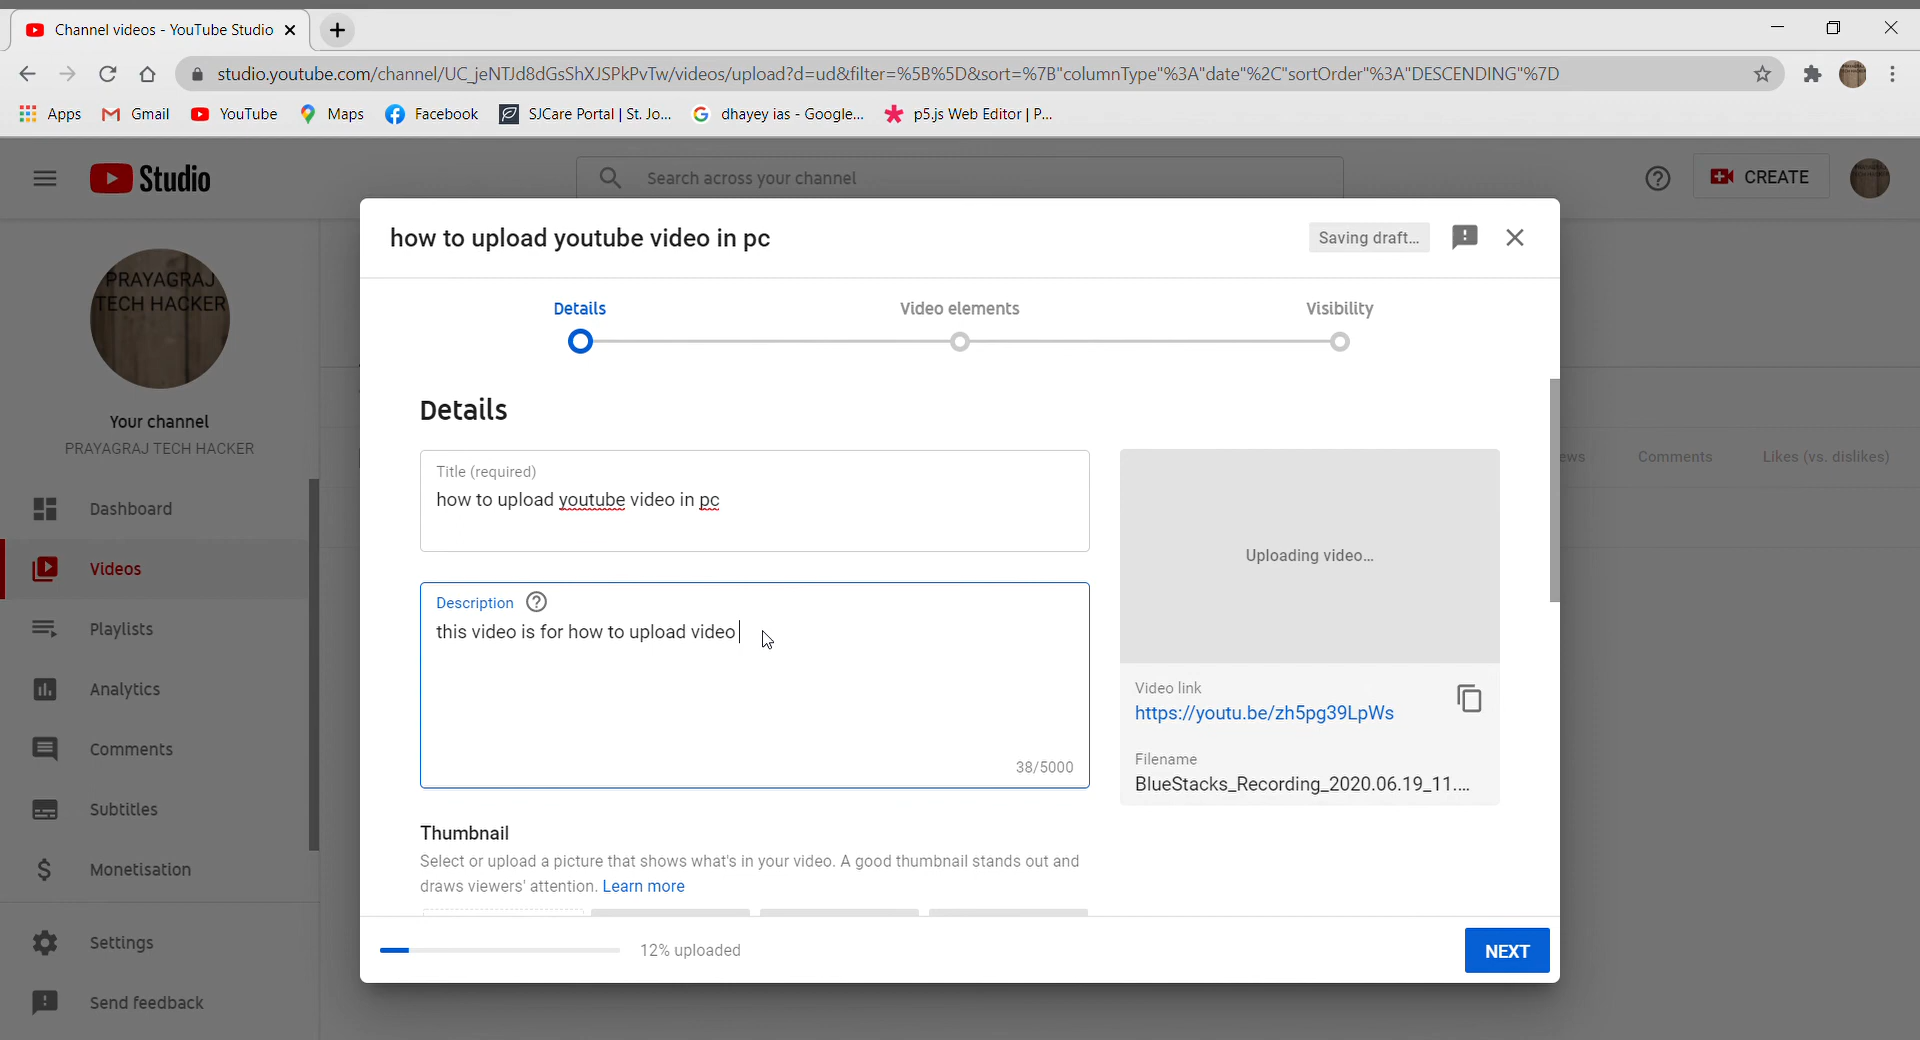 Channel videos - YouTube Studio
studio.youtube.com/channel/UC_jeNTJd8dGsShXJSPkPvTw/videos/upload?d=ud&filter=%5B%5D&sort=%7B"columnType"%3A"date"%2C"sortOrder"%3A"DESCENDING"%7D
Apps Gmail YouTube Maps Facebook SJCare Portal | St. Jo... dhayey ias - Google... p5.js Web Editor | P...
Studio
Search across your channel
CREATE
how to upload youtube video in pc
Saving draft...
PRAYAGRAJ
TECH HACKER
Your channel
PRAYAGRAJ TECH HACKER
Dashboard
Videos
Playlists
Analytics
Comments
Subtitles
Monetisation
Settings
Send feedback
Details Video elements Visibility
Details
Title (required)
how to upload youtube video in pc
Description
this video is for how to upload video
38/5000
Thumbnail
Select or upload a picture that shows what's in your video. A good thumbnail stands out and
draws viewers' attention. Learn more
Uploading video...
Video link
https://youtu.be/zh5pg39LpWs
Filename
BlueStacks_Recording_2020.06.19_11....
ews Comments Likes (vs. dislikes)
12% uploaded
NEXT